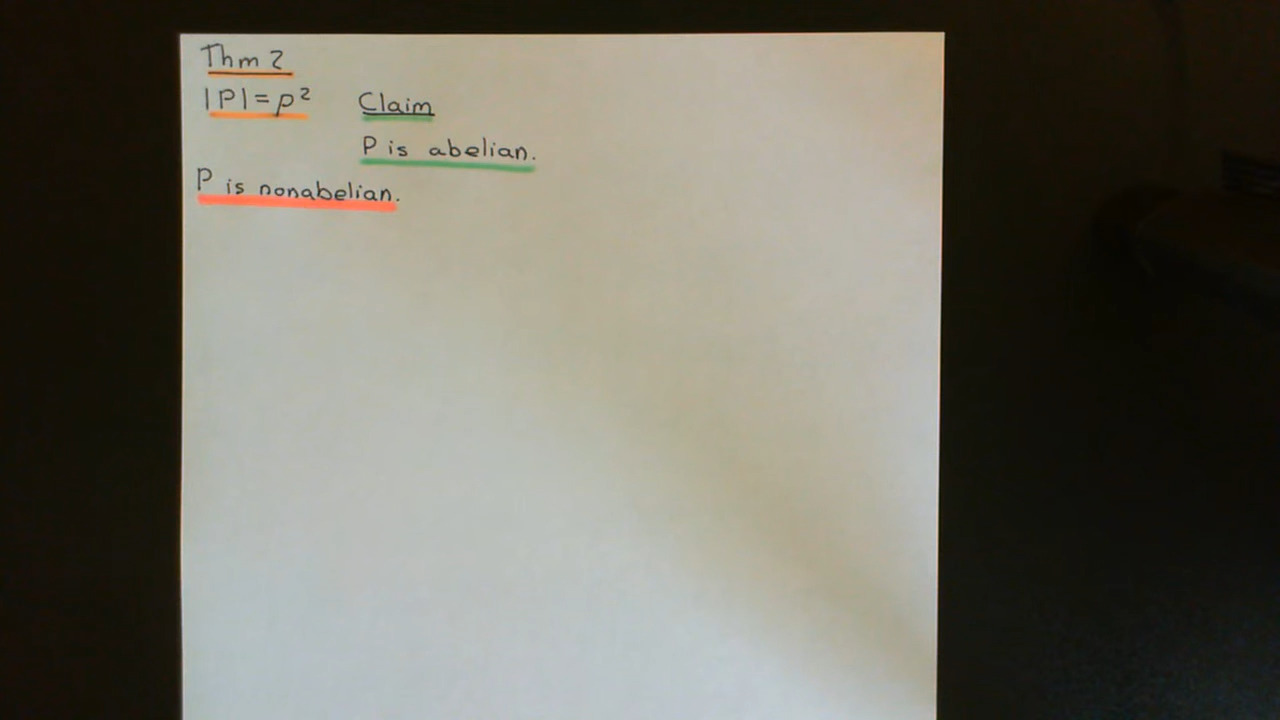 Thm 2
|P| = p² Claim
P is abelian.
P is nonabelian.